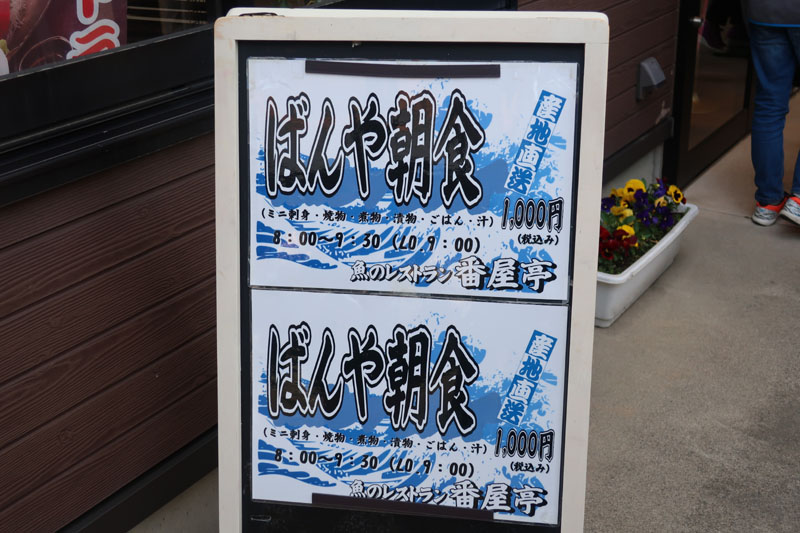 ばんや朝食
産地直送
(ミニ刺身・焼物・煮物・漬物・ごはん・汁)
1,000円
(税込み)
8：00～9：30 (LO 9：00)
魚のレストラン 番屋亭
ばんや朝食
産地直送
(ミニ刺身・焼物・煮物・漬物・ごはん・汁)
1,000円
(税込み)
8：00～9：30 (LO 9：00)
魚のレストラン 番屋亭